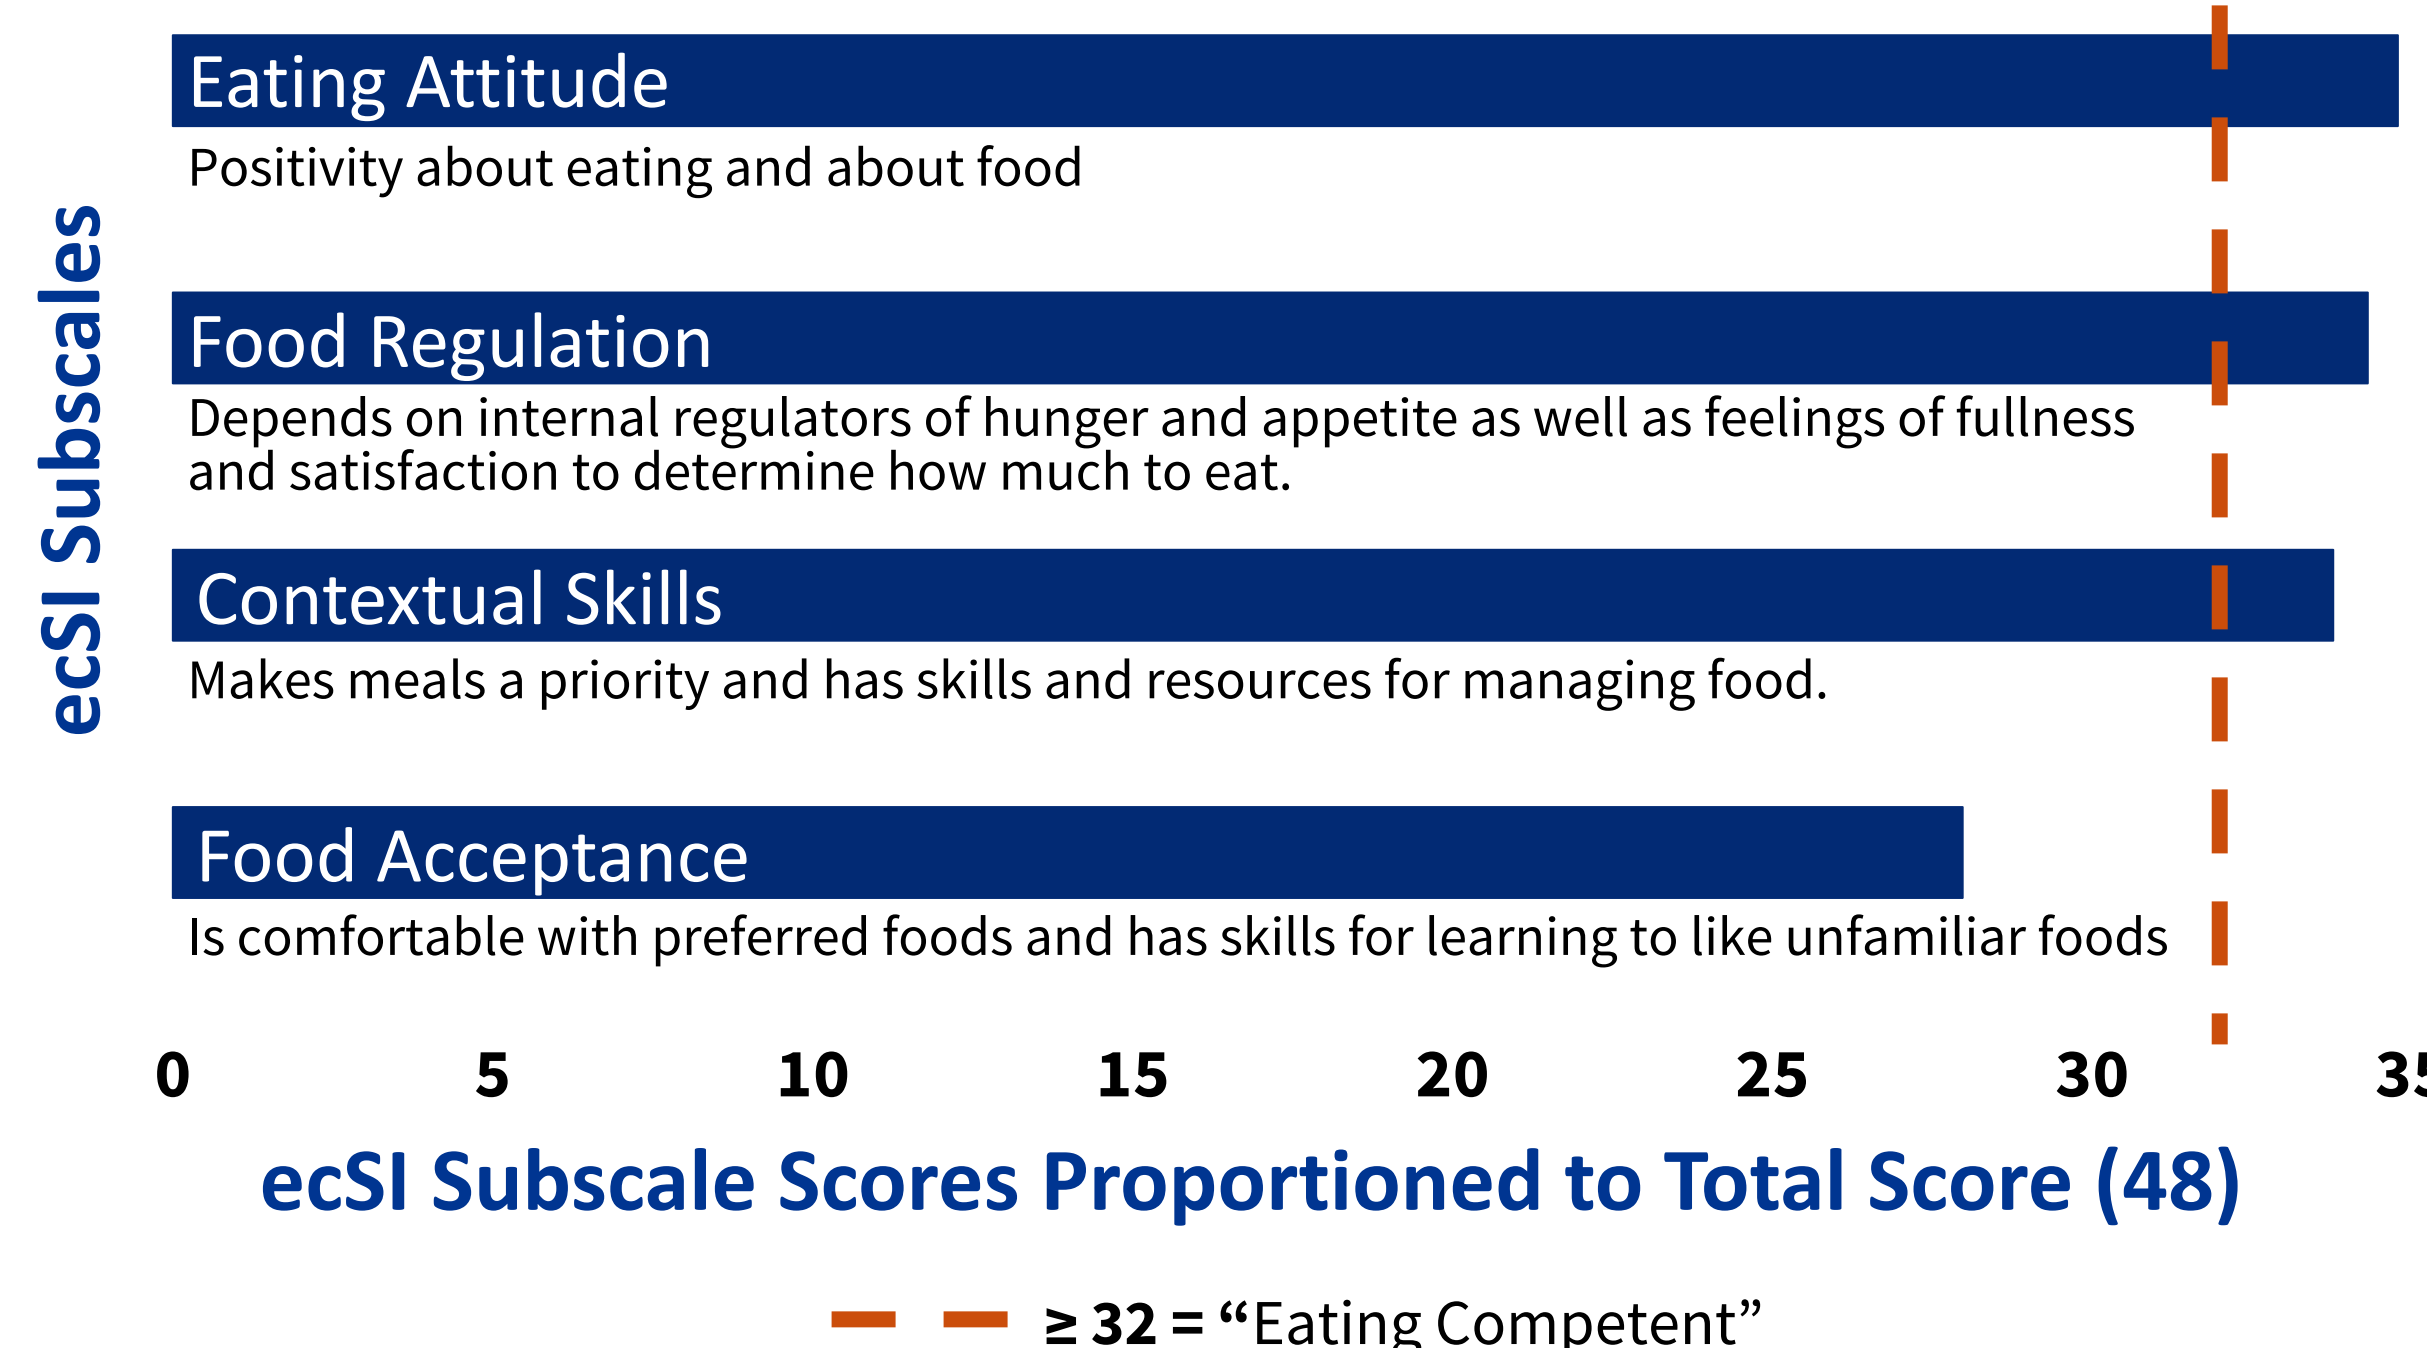 Eating Attitude
Positivity about eating and about food
ecSI Subscales
Food Regulation
Depends on internal regulators of hunger and appetite as well as feelings of fullness
and satisfaction to determine how much to eat.
Contextual Skills
Makes meals a priority and has skills and resources for managing food.
Food Acceptance
Is comfortable with preferred foods and has skills for learning to like unfamiliar foods
0 5 10 15 20 25 30 35
ecSI Subscale Scores Proportioned to Total Score (48)
≥ 32 = “Eating Competent”